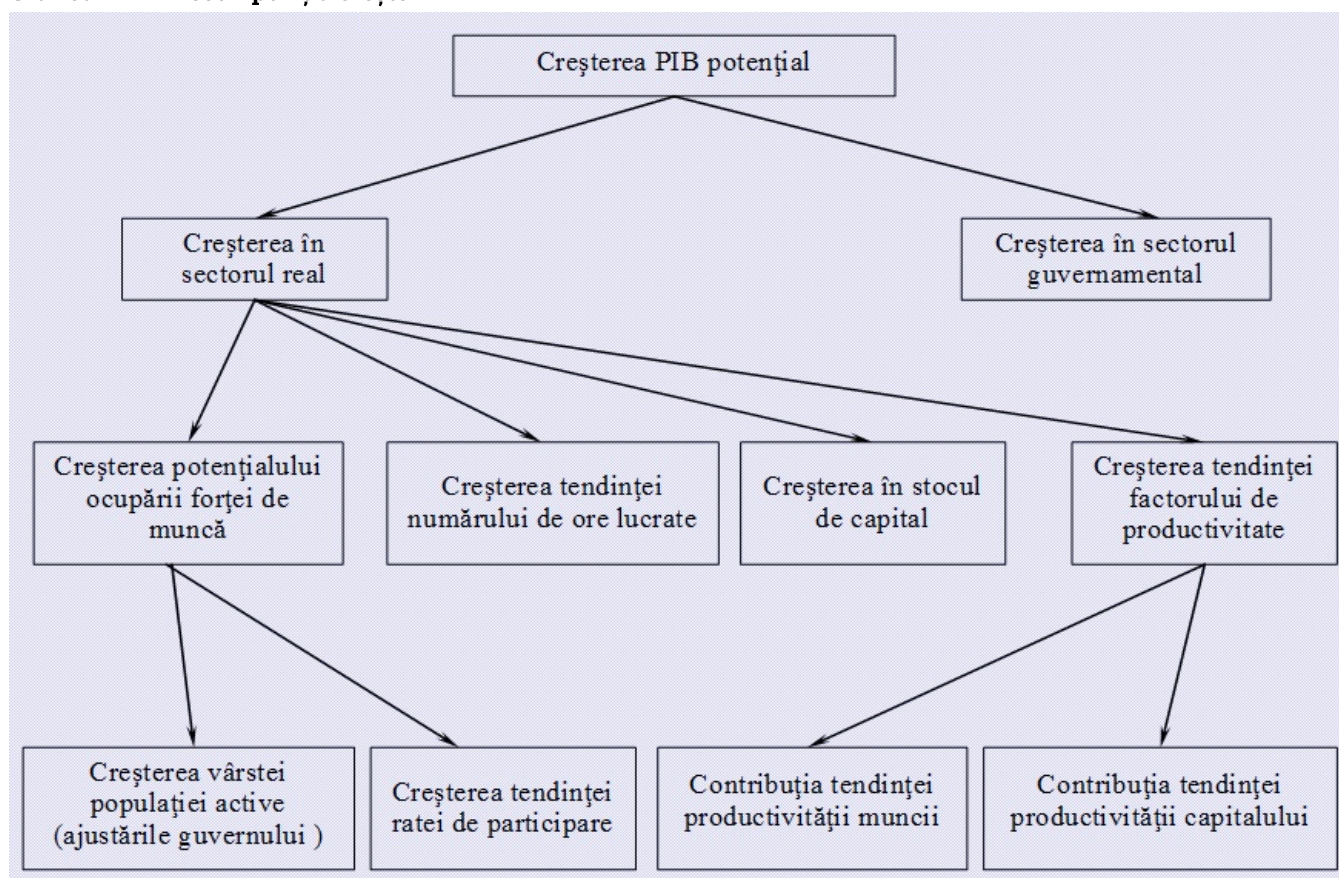 Creşterea PIB potenţial
Creşterea în
sectorul real
Creşterea în sectorul
guvernamental
Creşterea potenţialului
ocupării forţei de
muncă
Creşterea tendinţei
numărului de ore lucrate
Creşterea în stocul
de capital
Creşterea tendinţei
factorului de
productivitate
Creşterea vârstei
populaţiei active
(ajustările guvernului )
Creşterea tendinţei
ratei de participare
Contribuţia tendinţei
productivităţii muncii
Contribuţia tendinţei
productivităţii capitalului